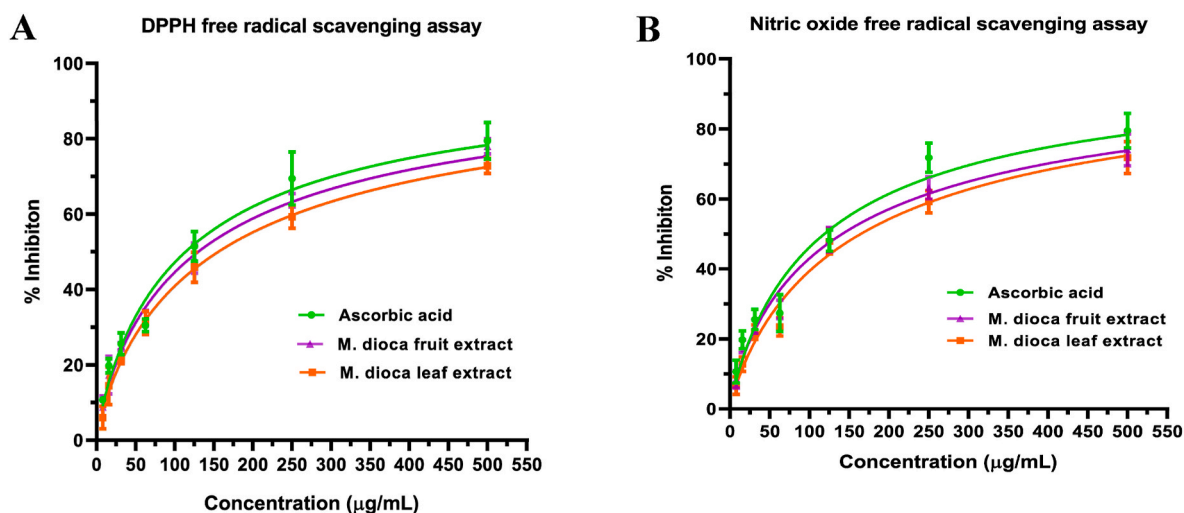 A
DPPH free radical scavenging assay
100
80
60
40
20
0
% Inhibiton
0 50 100 150 200 250 300 350 400 450 500 550
Concentration (µg/mL)
Ascorbic acid
M. dioca fruit extract
M. dioca leaf extract
B
Nitric oxide free radical scavenging assay
100
80
60
40
20
0
% Inhibiton
0 50 100 150 200 250 300 350 400 450 500 550
Concentration (µg/mL)
Ascorbic acid
M. dioca fruit extract
M. dioca leaf extract